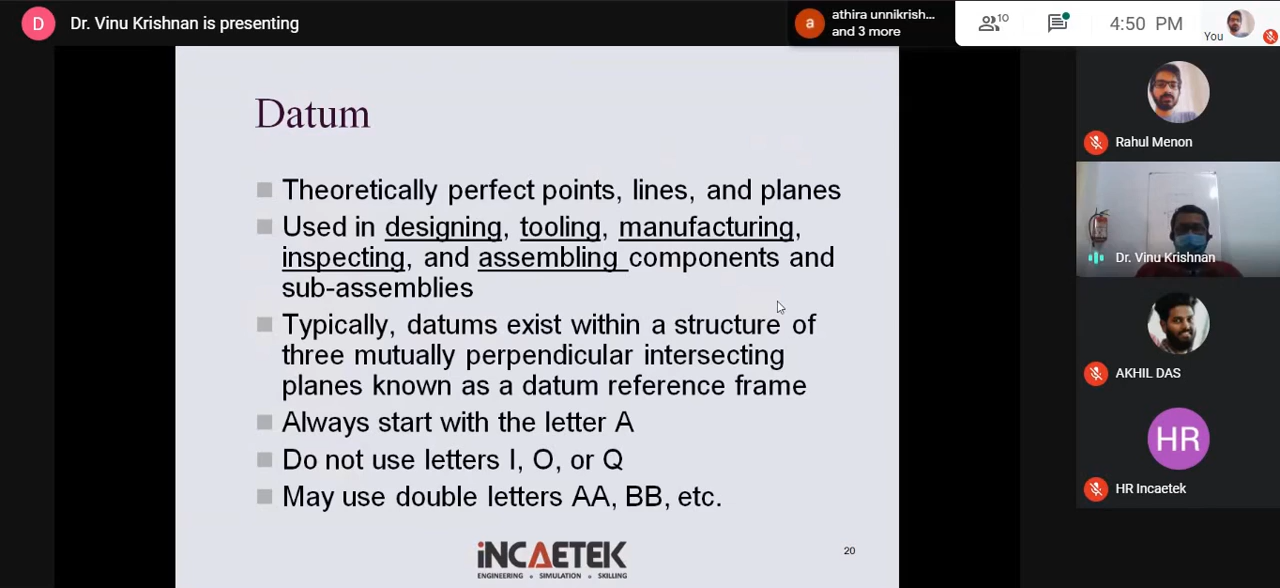 D Dr. Vinu Krishnan is presenting
a athira unnikrish...
and 3 more
10
4:50 PM
You
Datum
Theoretically perfect points, lines, and planes
Used in designing, tooling, manufacturing,
inspecting, and assembling components and
sub-assemblies
Typically, datums exist within a structure of
three mutually perpendicular intersecting
planes known as a datum reference frame
Always start with the letter A
Do not use letters I, O, or Q
May use double letters AA, BB, etc.
iNCAETEK
ENGINEERING . SIMULATION . SKILLING
20
Rahul Menon
Dr. Vinu Krishnan
AKHIL DAS
HR
HR Incaetek